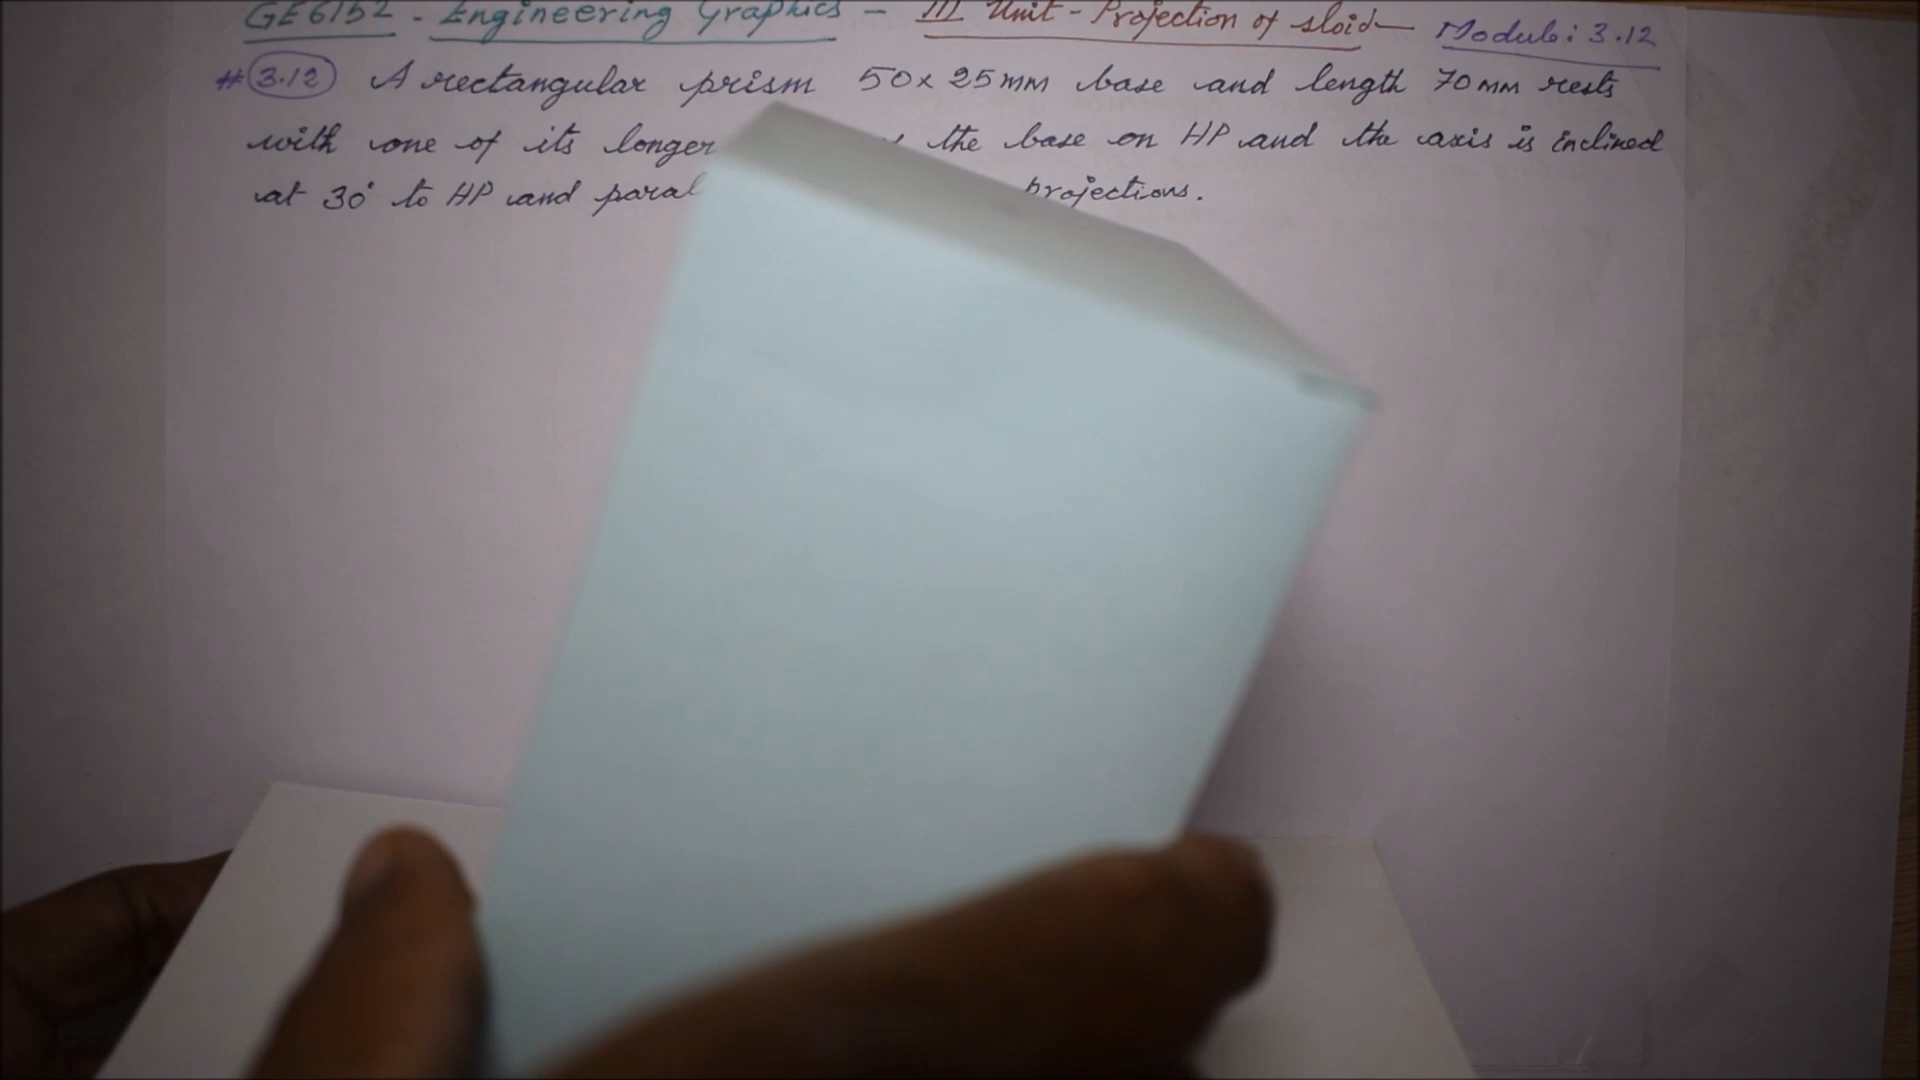 GE6152 - Engineering Graphics - III Unit - Projection of sloid - Module: 3.12
# 3.12 A rectangular prism 50x25mm base and length 70mm rests
with one of its longer the base on HP and the axis is inclined
at 30° to HP and projections.